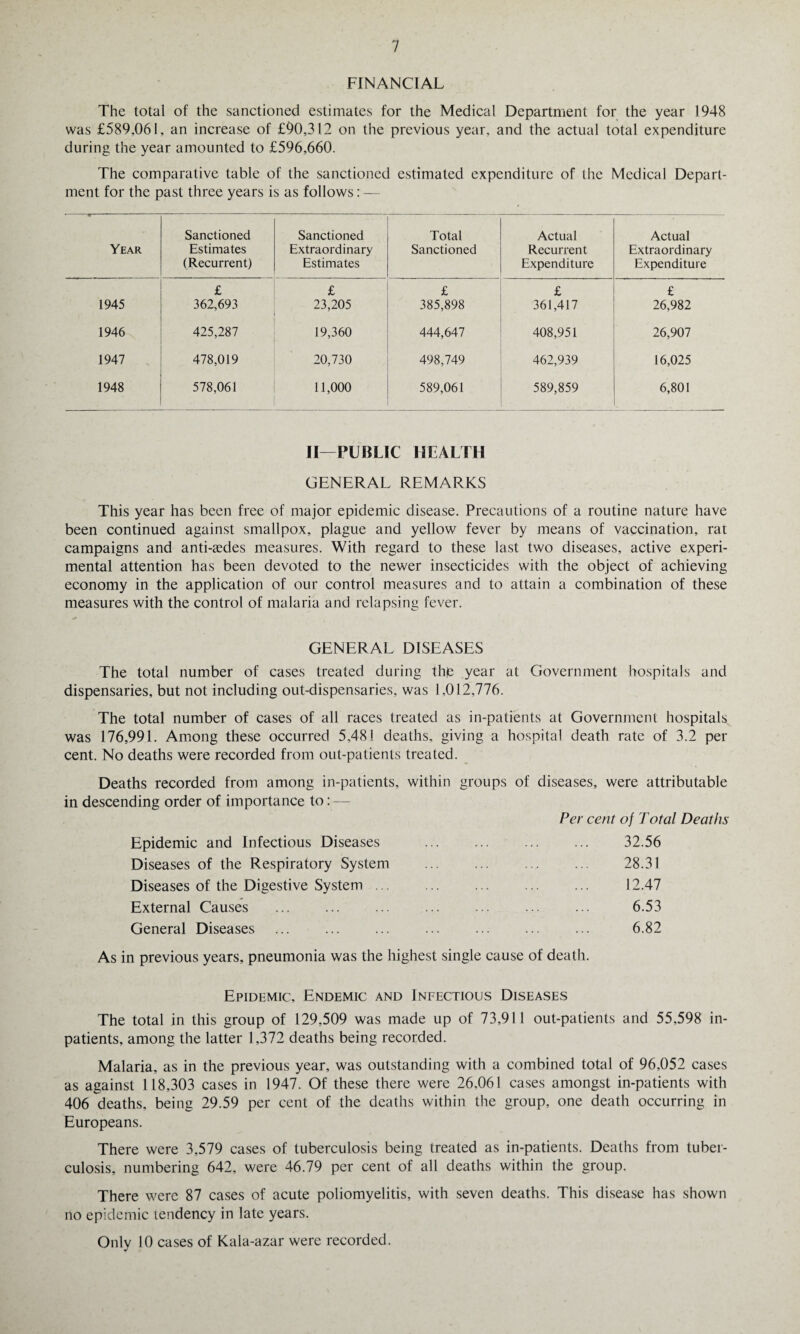 7
FINANCIAL
The total of the sanctioned estimates for the Medical Department for the year 1948
was £589,061, an increase of £90,312 on the previous year, and the actual total expenditure
during the year amounted to £596,660.
The comparative table of the sanctioned estimated expenditure of the Medical Depart-
ment for the past three years is as follows: —
Year | Sanctioned Estimates (Recurrent) | Sanctioned Extraordinary Estimates | Total Sanctioned | Actual Recurrent Expenditure | Actual Extraordinary Expenditure
£ £ £ £ £
1945 362,693 23,205 385,898 361,417 26,982
1946 425,287 19,360 444,647 408,951 26,907
1947 478,019 20,730 498,749 462,939 16,025
1948 578,061 11,000 589,061 589,859 6,801
II—PUBLIC HEALTH
GENERAL REMARKS
This year has been free of major epidemic disease. Precautions of a routine nature have
been continued against smallpox, plague and yellow fever by means of vaccination, rat
campaigns and anti-ædes measures. With regard to these last two diseases, active experi-
mental attention has been devoted to the newer insecticides with the object of achieving
economy in the application of our control measures and to attain a combination of these
measures with the control of malaria and relapsing fever.
GENERAL DISEASES
The total number of cases treated during the year at Government hospitals and
dispensaries, but not including out-dispensaries, was 1,012,776.
The total number of cases of all races treated as in-patients at Government hospitals
was 176,991. Among these occurred 5,481 deaths, giving a hospital death rate of 3.2 per
cent. No deaths were recorded from out-patients treated.
Deaths recorded from among in-patients, within groups of diseases, were attributable
in descending order of importance to: —
Per cent of Total Deaths
Epidemic and Infectious Diseases ... ... ... ... 32.56
Diseases of the Respiratory System ... ... ... ... 28.31
Diseases of the Digestive System ... ... ... ... ... 12.47
External Causes ... ... ... ... ... ... ... 6.53
General Diseases ... ... ... ... ... ... ... 6.82
As in previous years, pneumonia was the highest single cause of death.
Epidemic, Endemic and Infectious Diseases
The total in this group of 129,509 was made up of 73,911 out-patients and 55,598 in-
patients, among the latter 1,372 deaths being recorded.
Malaria, as in the previous year, was outstanding with a combined total of 96,052 cases
as against 118,303 cases in 1947. Of these there were 26,061 cases amongst in-patients with
406 deaths, being 29.59 per cent of the deaths within the group, one death occurring in
Europeans.
There were 3,579 cases of tuberculosis being treated as in-patients. Deaths from tuber-
culosis, numbering 642, were 46.79 per cent of all deaths within the group.
There were 87 cases of acute poliomyelitis, with seven deaths. This disease has shown
no epidemic tendency in late years.
Only 10 cases of Kala-azar were recorded.